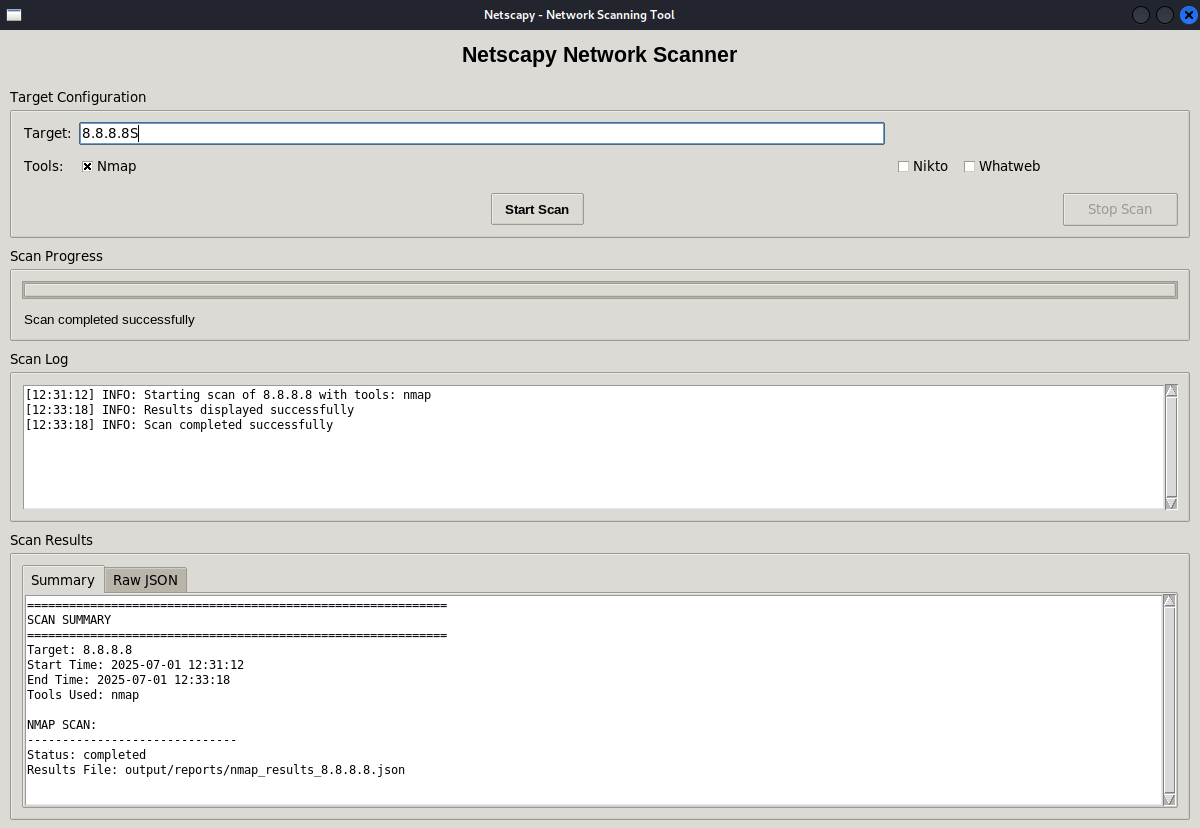 Netscapy - Network Scanning Tool
Netscapy Network Scanner
Target Configuration
Target: 8.8.8.8S
Tools: Nmap Nikto Whatweb
Start Scan Stop Scan
Scan Progress
Scan completed successfully
Scan Log
[12:31:12] INFO: Starting scan of 8.8.8.8 with tools: nmap
[12:33:18] INFO: Results displayed successfully
[12:33:18] INFO: Scan completed successfully
Scan Results
Summary Raw JSON
============================================================
SCAN SUMMARY
============================================================
Target: 8.8.8.8
Start Time: 2025-07-01 12:31:12
End Time: 2025-07-01 12:33:18
Tools Used: nmap
NMAP SCAN:
------------------------------
Status: completed
Results File: output/reports/nmap_results_8.8.8.8.json